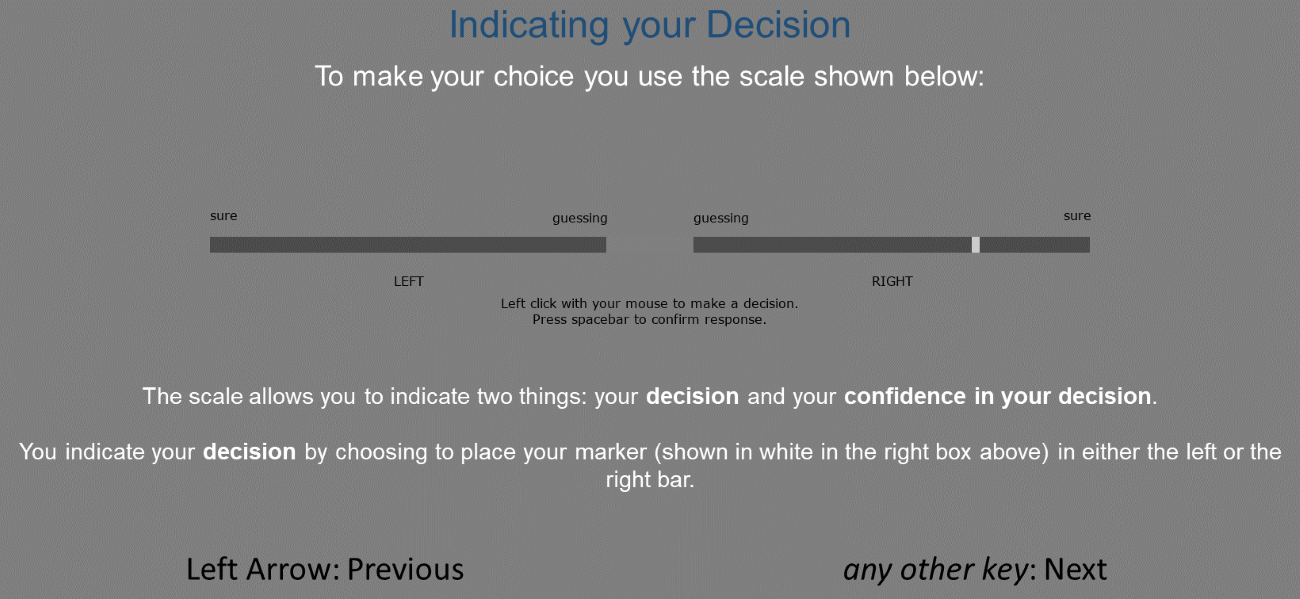 Indicating your Decision
To make your choice you use the scale shown below:
sure guessing guessing sure
LEFT RIGHT
Left click with your mouse to make a decision.
Press spacebar to confirm response.
The scale allows you to indicate two things: your decision and your confidence in your decision.
You indicate your decision by choosing to place your marker (shown in white in the right box above) in either the left or the
right bar.
Left Arrow: Previous any other key: Next